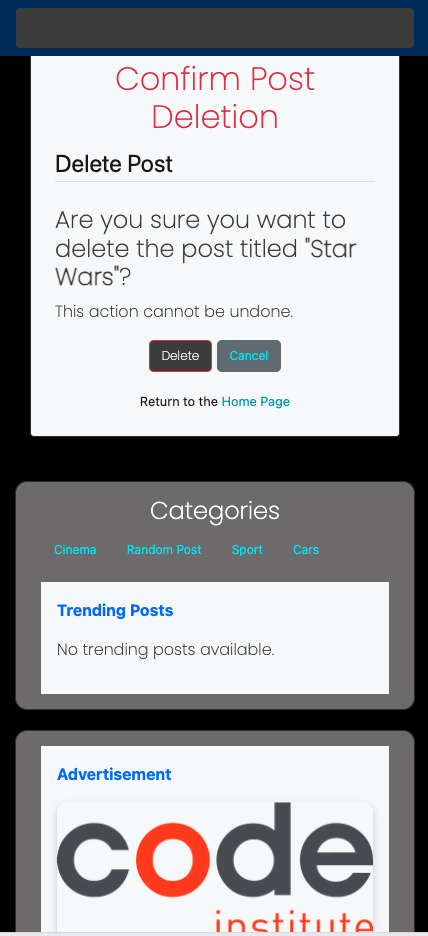 Confirm Post
Deletion
Delete Post
Are you sure you want to
delete the post titled "Star
Wars"?
This action cannot be undone.
Delete Cancel
Return to the Home Page
Categories
Cinema Random Post Sport Cars
Trending Posts
No trending posts available.
Advertisement
code
institute